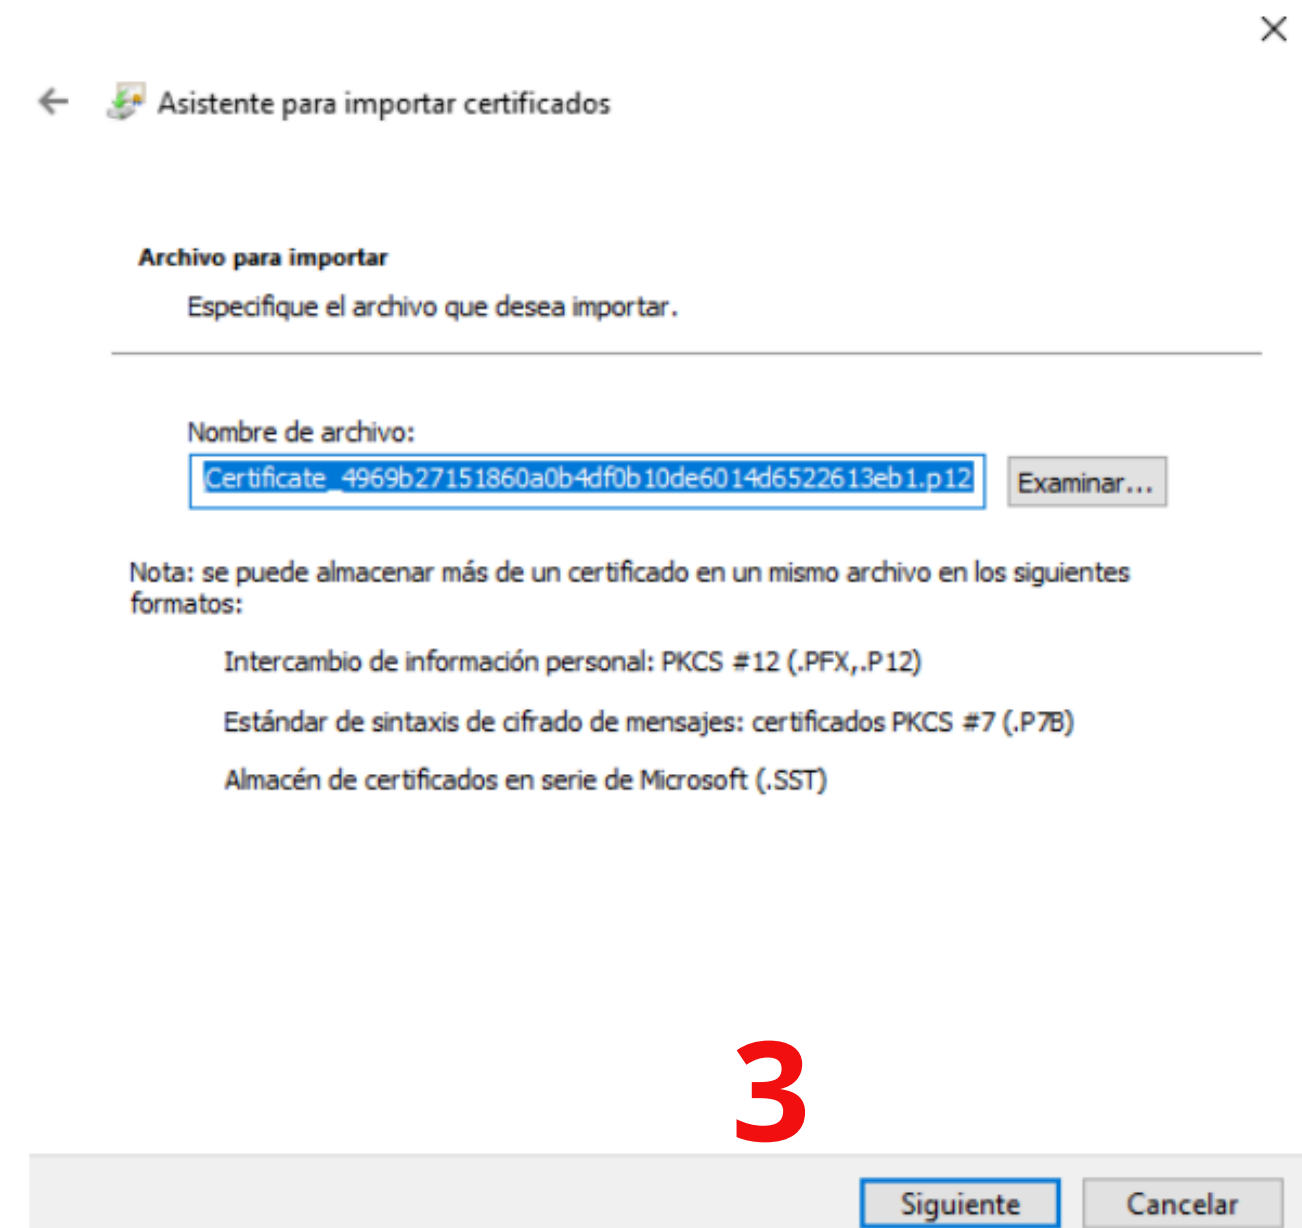 Asistente para importar certificados
Archivo para importar
Especifique el archivo que desea importar.
Nombre de archivo:
Certificate_4969b27151860a0b4df0b10de6014d6522613eb1.p12
Examinar...
Nota: se puede almacenar más de un certificado en un mismo archivo en los siguientes
formatos:
Intercambio de información personal: PKCS #12 (.PFX,.P12)
Estándar de sintaxis de cifrado de mensajes: certificados PKCS #7 (.P7B)
Almacén de certificados en serie de Microsoft (.SST)
3
Siguiente
Cancelar